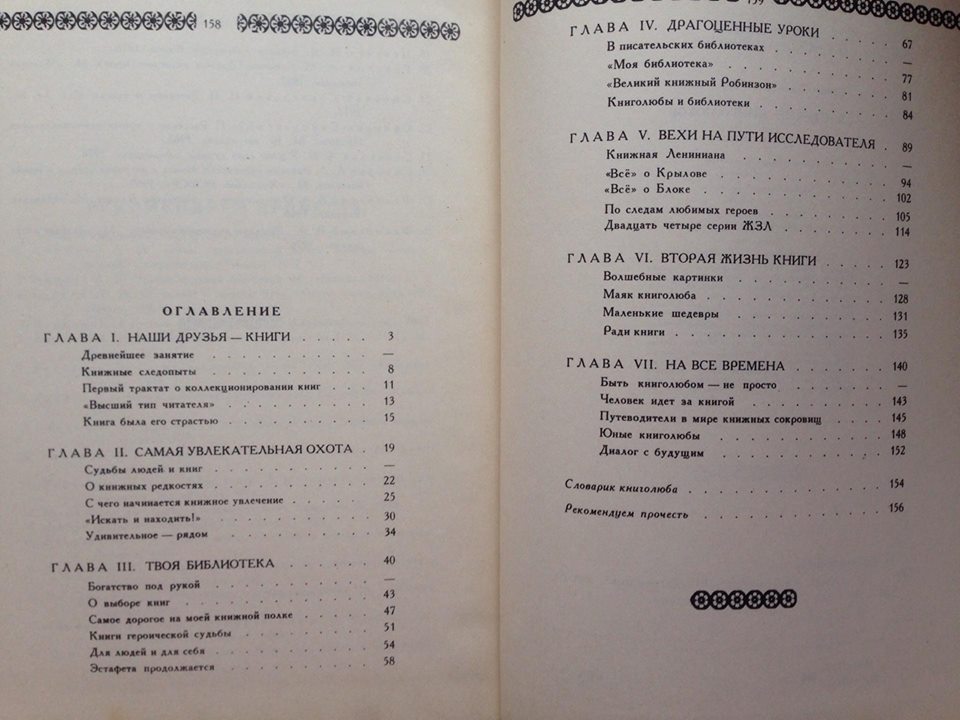 158
ОГЛАВЛЕНИЕ
ГЛАВА I. НАШИ ДРУЗЬЯ — КНИГИ . . . . . 3
Древнейшее занятие . . . . . . . . —
Книжные следопыты . . . . . . . . 8
Первый трактат о коллекционировании книг . . . 11
«Высший тип читателя» . . . . . . . . 13
Книга была его страстью . . . . . . . 15
ГЛАВА II. САМАЯ УВЛЕКАТЕЛЬНАЯ ОХОТА . 19
Судьбы людей и книг . . . . . . . . —
О книжных редкостях . . . . . . . . 22
С чего начинается книжное увлечение . . . . 25
«Искать и находить!» . . . . . . . . 30
Удивительное — рядом . . . . . . . . 34
ГЛАВА III. ТВОЯ БИБЛИОТЕКА . . . . . 40
Богатство под рукой . . . . . . . . —
О выборе книг . . . . . . . . . 43
Самое дорогое на моей книжной полке . . . . 47
Книги героической судьбы . . . . . . . 51
Для людей и для себя . . . . . . . . 54
Эстафета продолжается . . . . . . . . 58
159
ГЛАВА IV. ДРАГОЦЕННЫЕ УРОКИ . . . . 67
В писательских библиотеках . . . . . . . —
«Моя библиотека» . . . . . . . . . 77
«Великий книжный Робинзон» . . . . . . 81
Книголюбы и библиотеки . . . . . . . 84
ГЛАВА V. ВЕХИ НА ПУТИ ИССЛЕДОВАТЕЛЯ . 89
Книжная Лениниана . . . . . . . . —
«Всё» о Крылове . . . . . . . . . 94
«Всё» о Блоке . . . . . . . . . . 102
По следам любимых героев . . . . . . . 105
Двадцать четыре серии ЖЗЛ . . . . . . . 114
ГЛАВА VI. ВТОРАЯ ЖИЗНЬ КНИГИ . . . . 123
Волшебные картинки . . . . . . . . —
Маяк книголюба . . . . . . . . . 128
Маленькие шедевры . . . . . . . . 131
Ради книги . . . . . . . . . . 135
ГЛАВА VII. НА ВСЕ ВРЕМЕНА . . . . . 140
Быть книголюбом — не просто . . . . . . —
Человек идет за книгой . . . . . . . 143
Путеводители в мире книжных сокровищ . . . . 145
Юные книголюбы . . . . . . . . . 148
Диалог с будущим . . . . . . . . . 152
Словарик книголюба . . . . . . . . . 154
Рекомендуем прочесть . . . . . . . . . 156